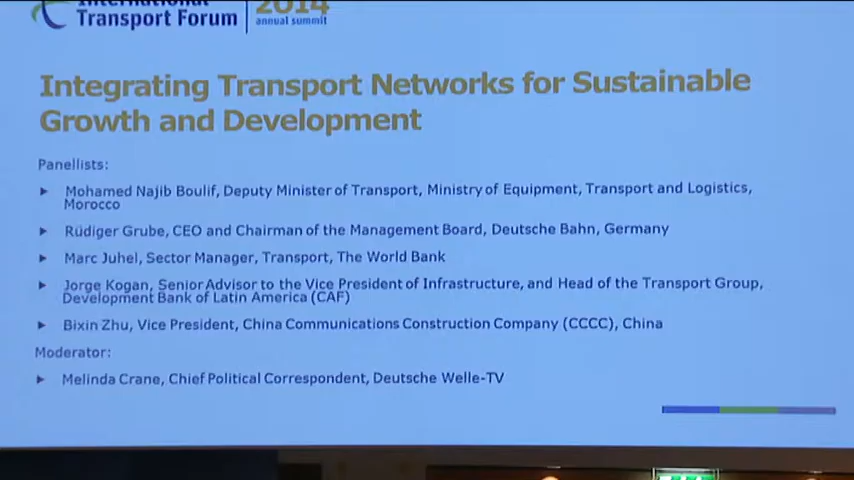 International
Transport Forum
2014
annual summit
Integrating Transport Networks for Sustainable
Growth and Development
Panellists:
Mohamed Najib Boulif, Deputy Minister of Transport, Ministry of Equipment, Transport and Logistics,
Morocco
Rüdiger Grube, CEO and Chairman of the Management Board, Deutsche Bahn, Germany
Marc Juhel, Sector Manager, Transport, The World Bank
Jorge Kogan, Senior Advisor to the Vice President of Infrastructure, and Head of the Transport Group,
Development Bank of Latin America (CAF)
Bixin Zhu, Vice President, China Communications Construction Company (CCCC), China
Moderator:
Melinda Crane, Chief Political Correspondent, Deutsche Welle-TV